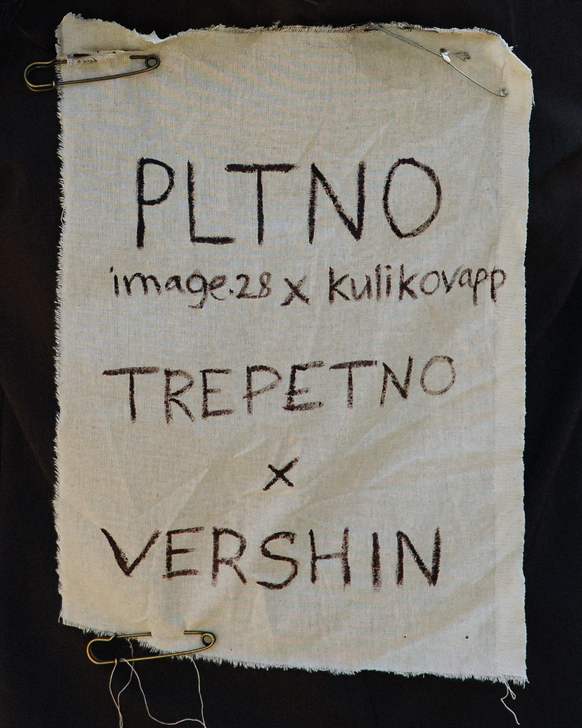 PLTNO
image.28 x kulikovapp
TREPETNO
x
VERSHIN